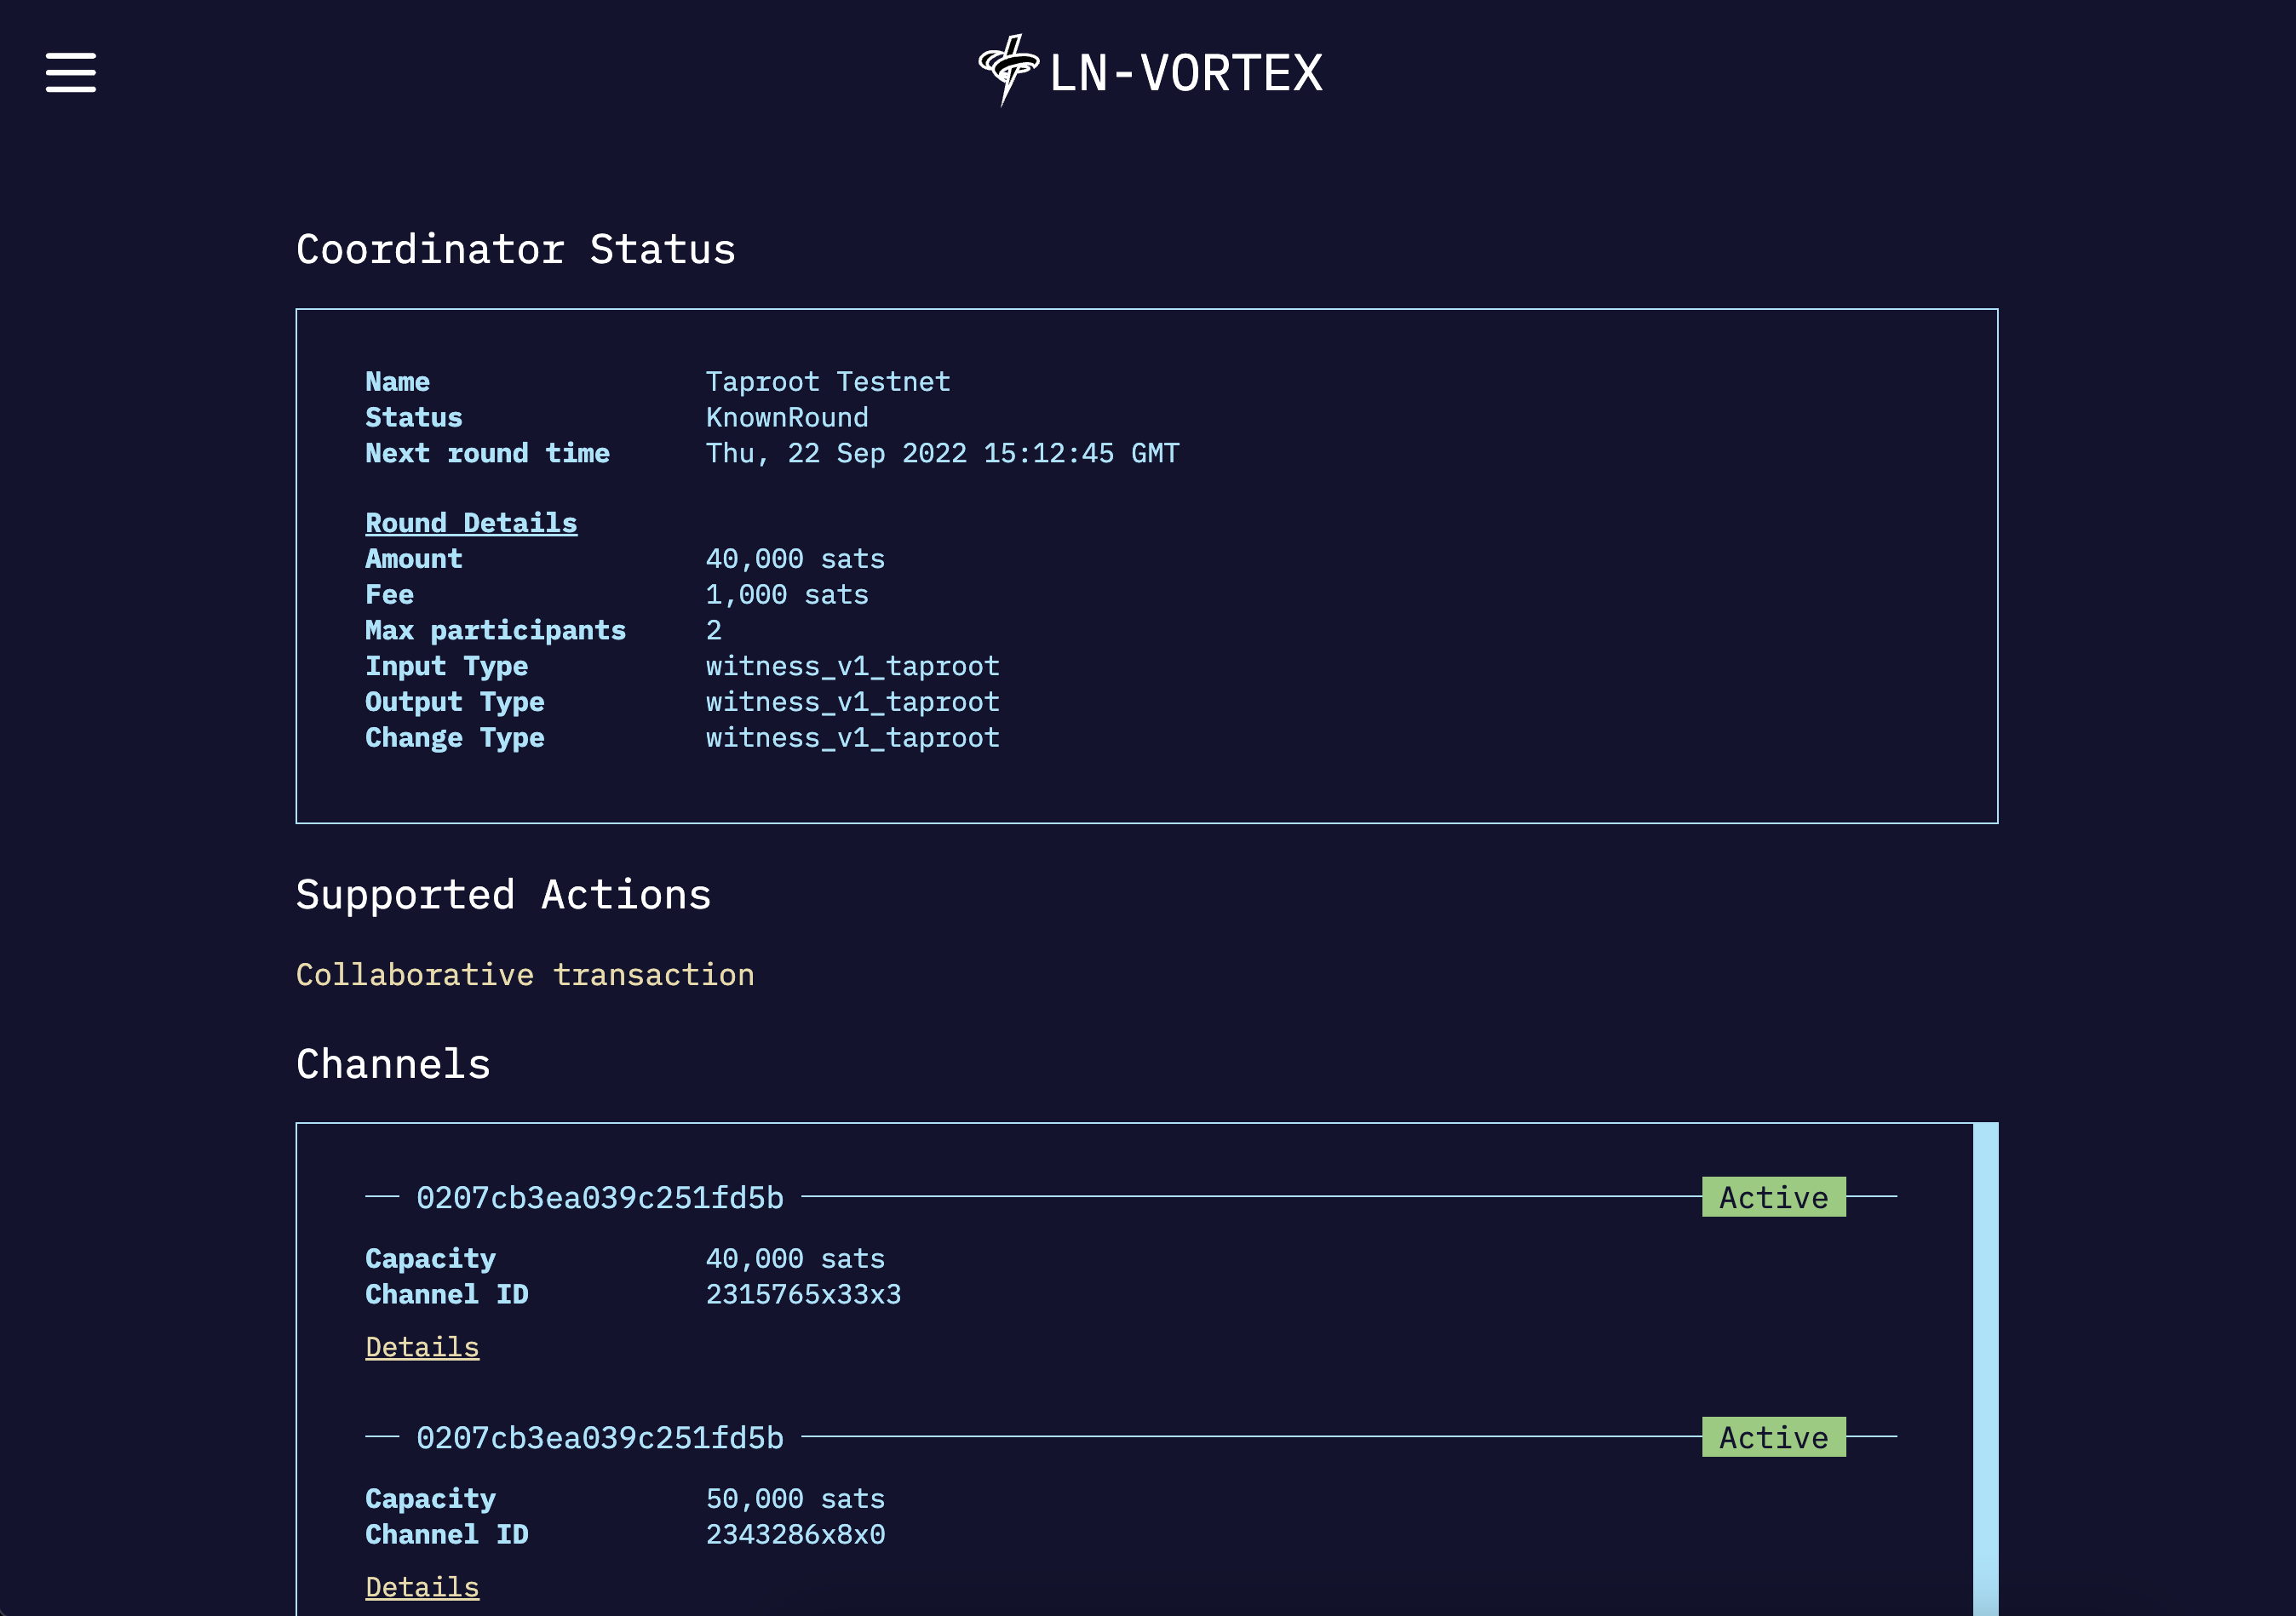 LN-VORTEX
Coordinator Status
Name Taproot Testnet
Status KnownRound
Next round time Thu, 22 Sep 2022 15:12:45 GMT
Round Details
Amount 40,000 sats
Fee 1,000 sats
Max participants 2
Input Type witness_v1_taproot
Output Type witness_v1_taproot
Change Type witness_v1_taproot
Supported Actions
Collaborative transaction
Channels
0207cb3ea039c251fd5b Active
Capacity 40,000 sats
Channel ID 2315765x33x3
Details
0207cb3ea039c251fd5b Active
Capacity 50,000 sats
Channel ID 2343286x8x0
Details